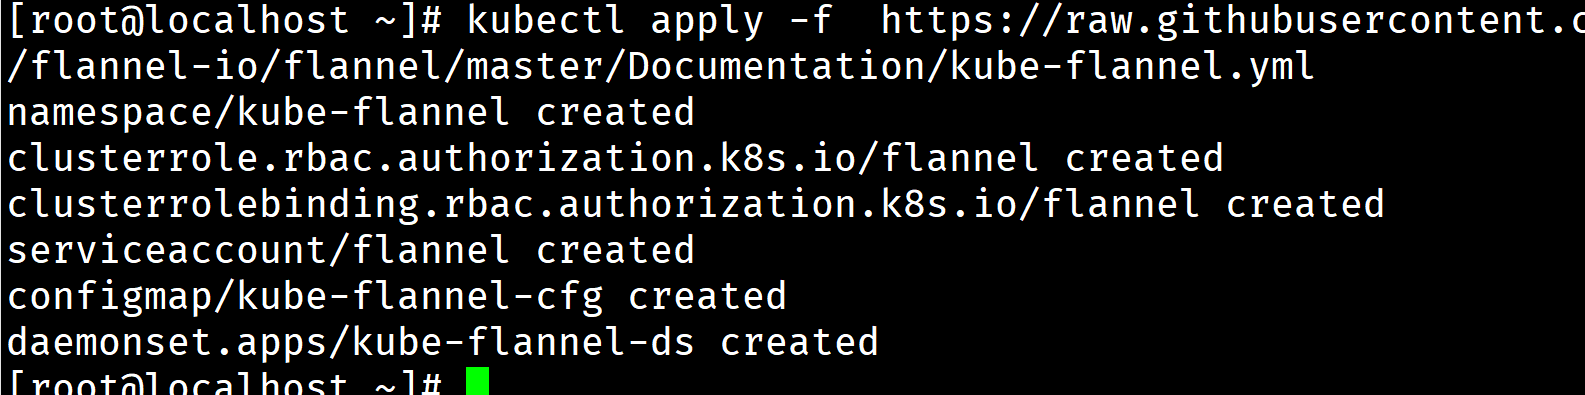 [root@localhost ~]# kubectl apply -f  https://raw.githubusercontent.c
/flannel-io/flannel/master/Documentation/kube-flannel.yml
namespace/kube-flannel created
clusterrole.rbac.authorization.k8s.io/flannel created
clusterrolebinding.rbac.authorization.k8s.io/flannel created
serviceaccount/flannel created
configmap/kube-flannel-cfg created
daemonset.apps/kube-flannel-ds created
[root@localhost ~]#